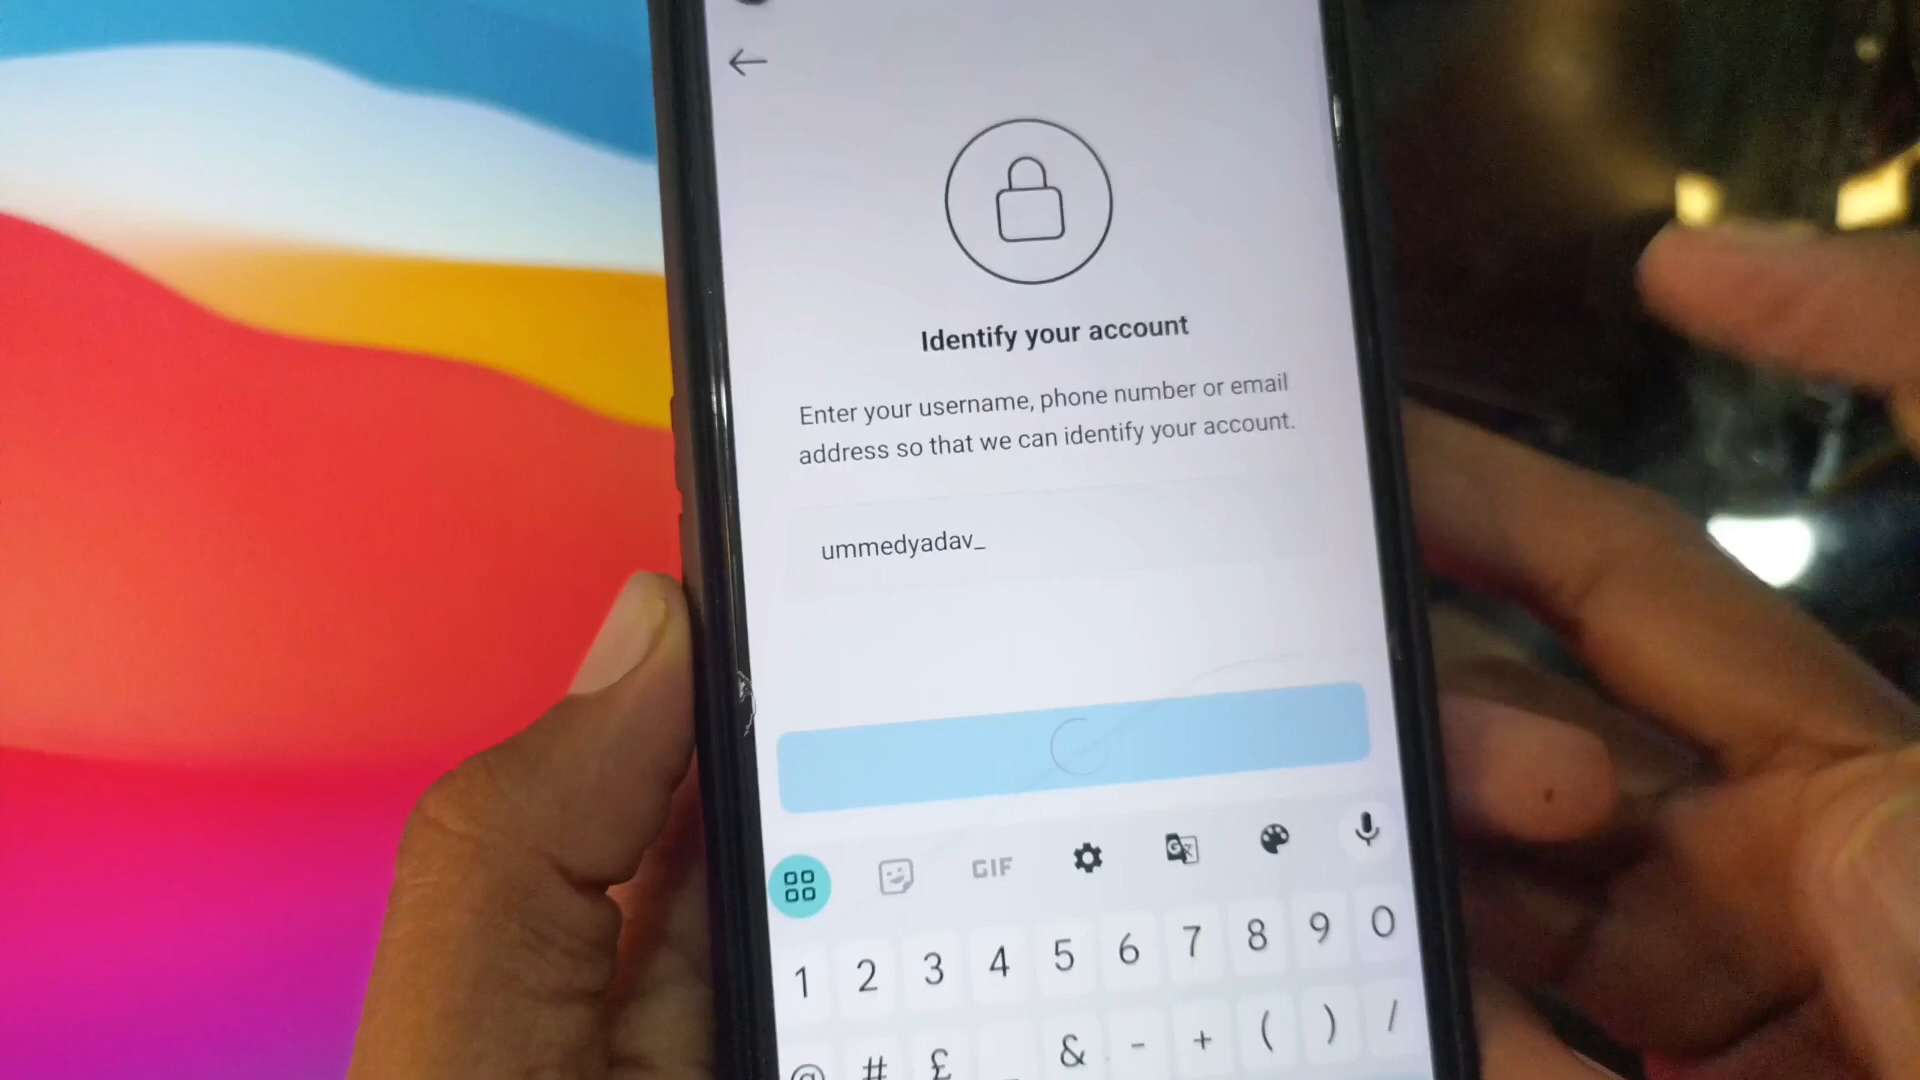 Identify your account
Enter your username, phone number or email
address so that we can identify your account.
ummedyadav_
GIF
1 2 3 4 5 6 7 8 9 0
@ # £ _ & - + ( ) /